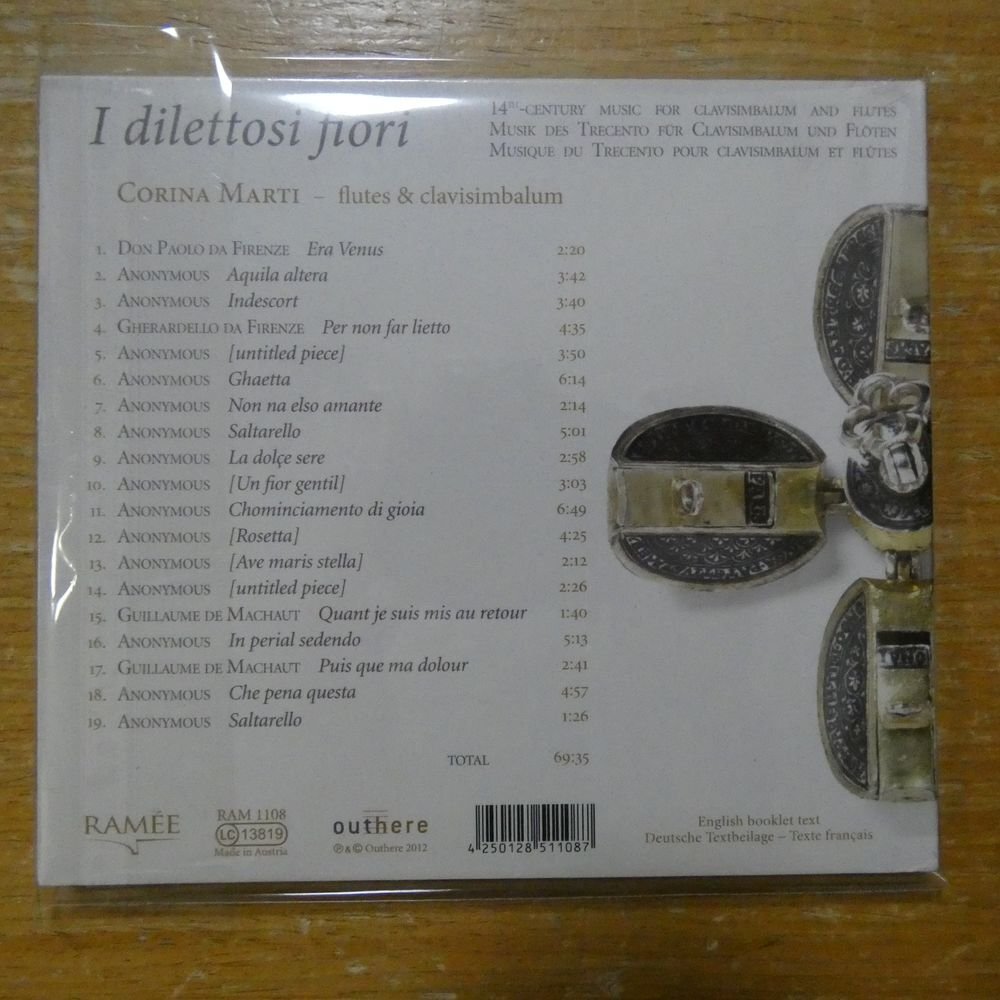 I dilettosi fiori
14TH-CENTURY MUSIC FOR CLAVISIMBALUM AND FLUTES
MUSIK DES TRECENTO FÜR CLAVISIMBALUM UND FLÖTEN
MUSIQUE DU TRECENTO POUR CLAVISIMBALUM ET FLÛTES
CORINA MARTI – flutes & clavisimbalum
1. DON PAOLO DA FIRENZE Era Venus 2:20
2. ANONYMOUS Aquila altera 3:42
3. ANONYMOUS Indescort 3:40
4. GHERARDELLO DA FIRENZE Per non far lietto 4:35
5. ANONYMOUS [untitled piece] 3:50
6. ANONYMOUS Ghaetta 6:14
7. ANONYMOUS Non na elso amante 2:14
8. ANONYMOUS Saltarello 5:01
9. ANONYMOUS La dolçe sere 2:58
10. ANONYMOUS [Un fior gentil] 3:03
11. ANONYMOUS Chominciamento di gioia 6:49
12. ANONYMOUS [Rosetta] 4:25
13. ANONYMOUS [Ave maris stella] 2:12
14. ANONYMOUS [untitled piece] 2:26
15. GUILLAUME DE MACHAUT Quant je suis mis au retour 1:40
16. ANONYMOUS In perial sedendo 5:13
17. GUILLAUME DE MACHAUT Puis que ma dolour 2:41
18. ANONYMOUS Che pena questa 4:57
19. ANONYMOUS Saltarello 1:26
TOTAL 69:35
RAMÉE
RAM 1108
LC 13819
Made in Austria
outhere
℗ & © Outhere 2012
4 250128 511087
English booklet text
Deutsche Textbeilage – Texte français